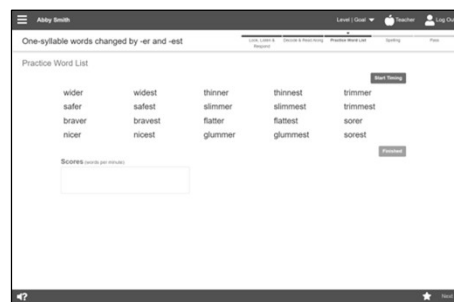 Abby Smith
Level | Goal
Teacher
Log Out
One-syllable words changed by -er and -est
Look, Listen &
Respond
Decode & Read Along
Practice Word List
Spelling
Pass
Practice Word List
Start Timing
wider widest thinner thinnest trimmer
safer safest slimmer slimmest trimmest
braver bravest flatter flattest sorer
nicer nicest glummer glummest sorest
Finished
Scores (words per minute)
Next